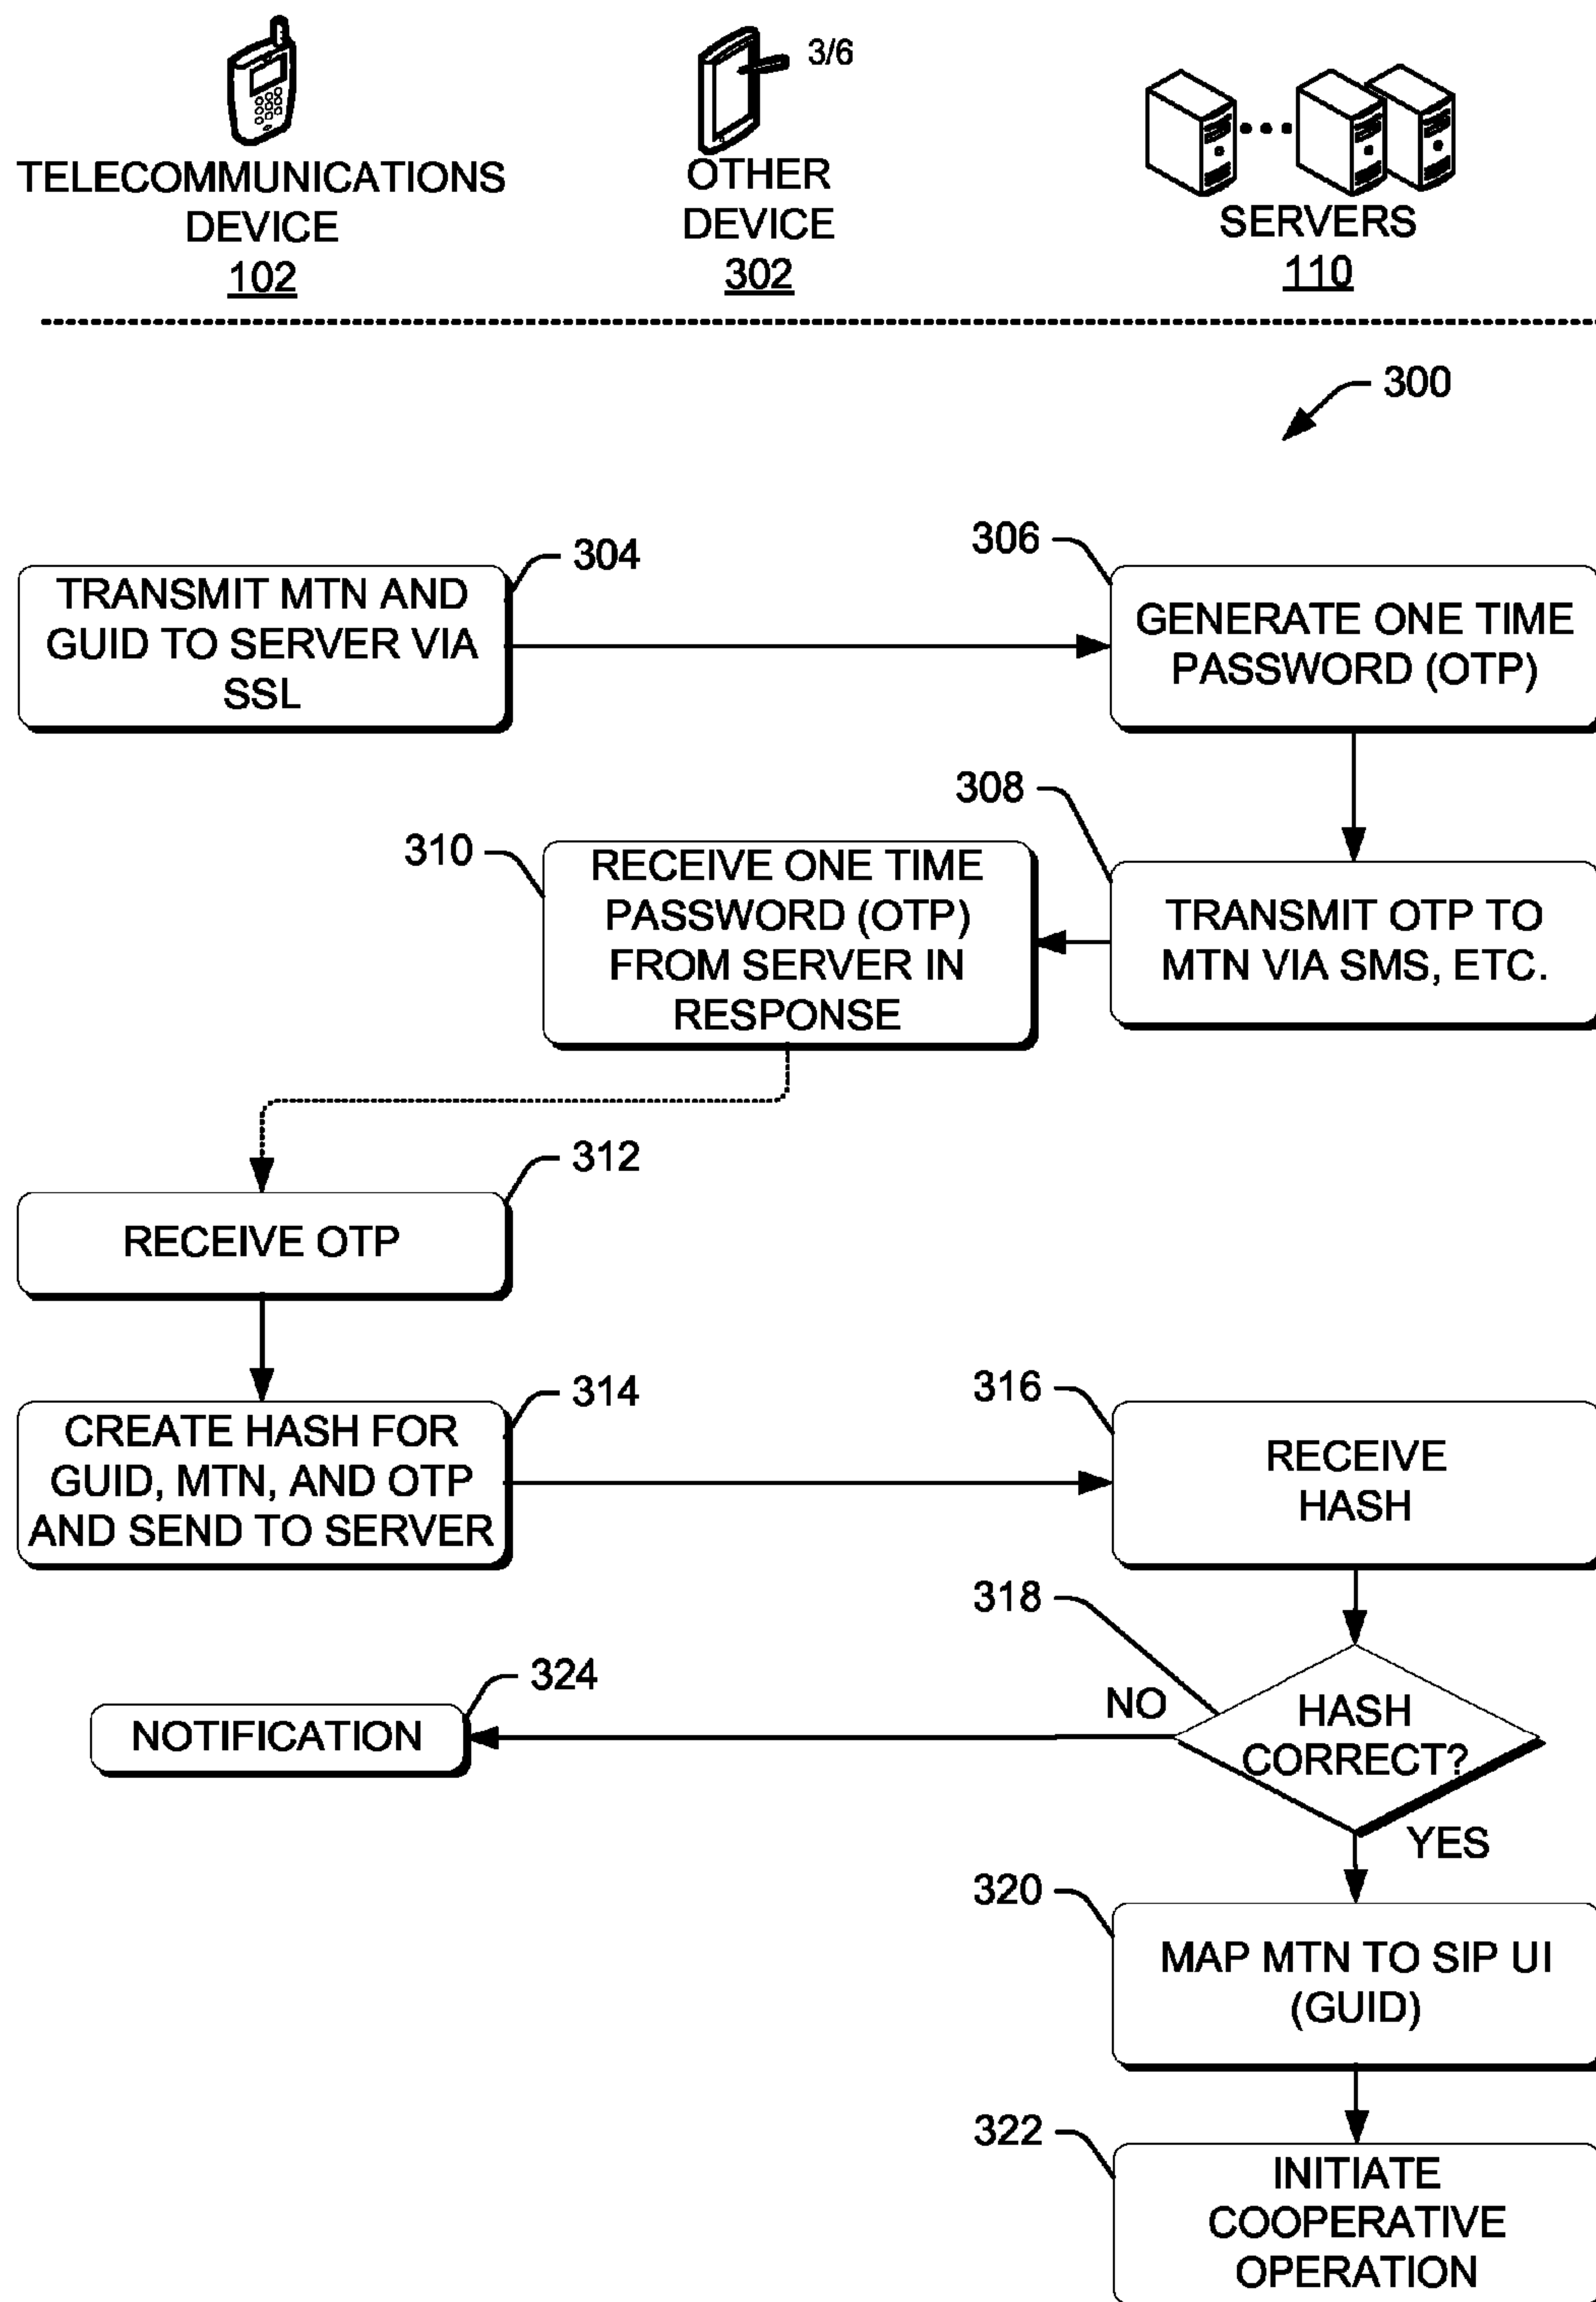 3/6
TELECOMMUNICATIONS
DEVICE
102
OTHER
DEVICE
302
SERVERS
110
300
304
TRANSMIT MTN AND
GUID TO SERVER VIA
SSL
306
GENERATE ONE TIME
PASSWORD (OTP)
308
TRANSMIT OTP TO
MTN VIA SMS, ETC.
310
RECEIVE ONE TIME
PASSWORD (OTP)
FROM SERVER IN
RESPONSE
312
RECEIVE OTP
314
CREATE HASH FOR
GUID, MTN, AND OTP
AND SEND TO SERVER
316
RECEIVE
HASH
318
HASH
CORRECT?
NO
324
NOTIFICATION
YES
320
MAP MTN TO SIP UI
(GUID)
322
INITIATE
COOPERATIVE
OPERATION